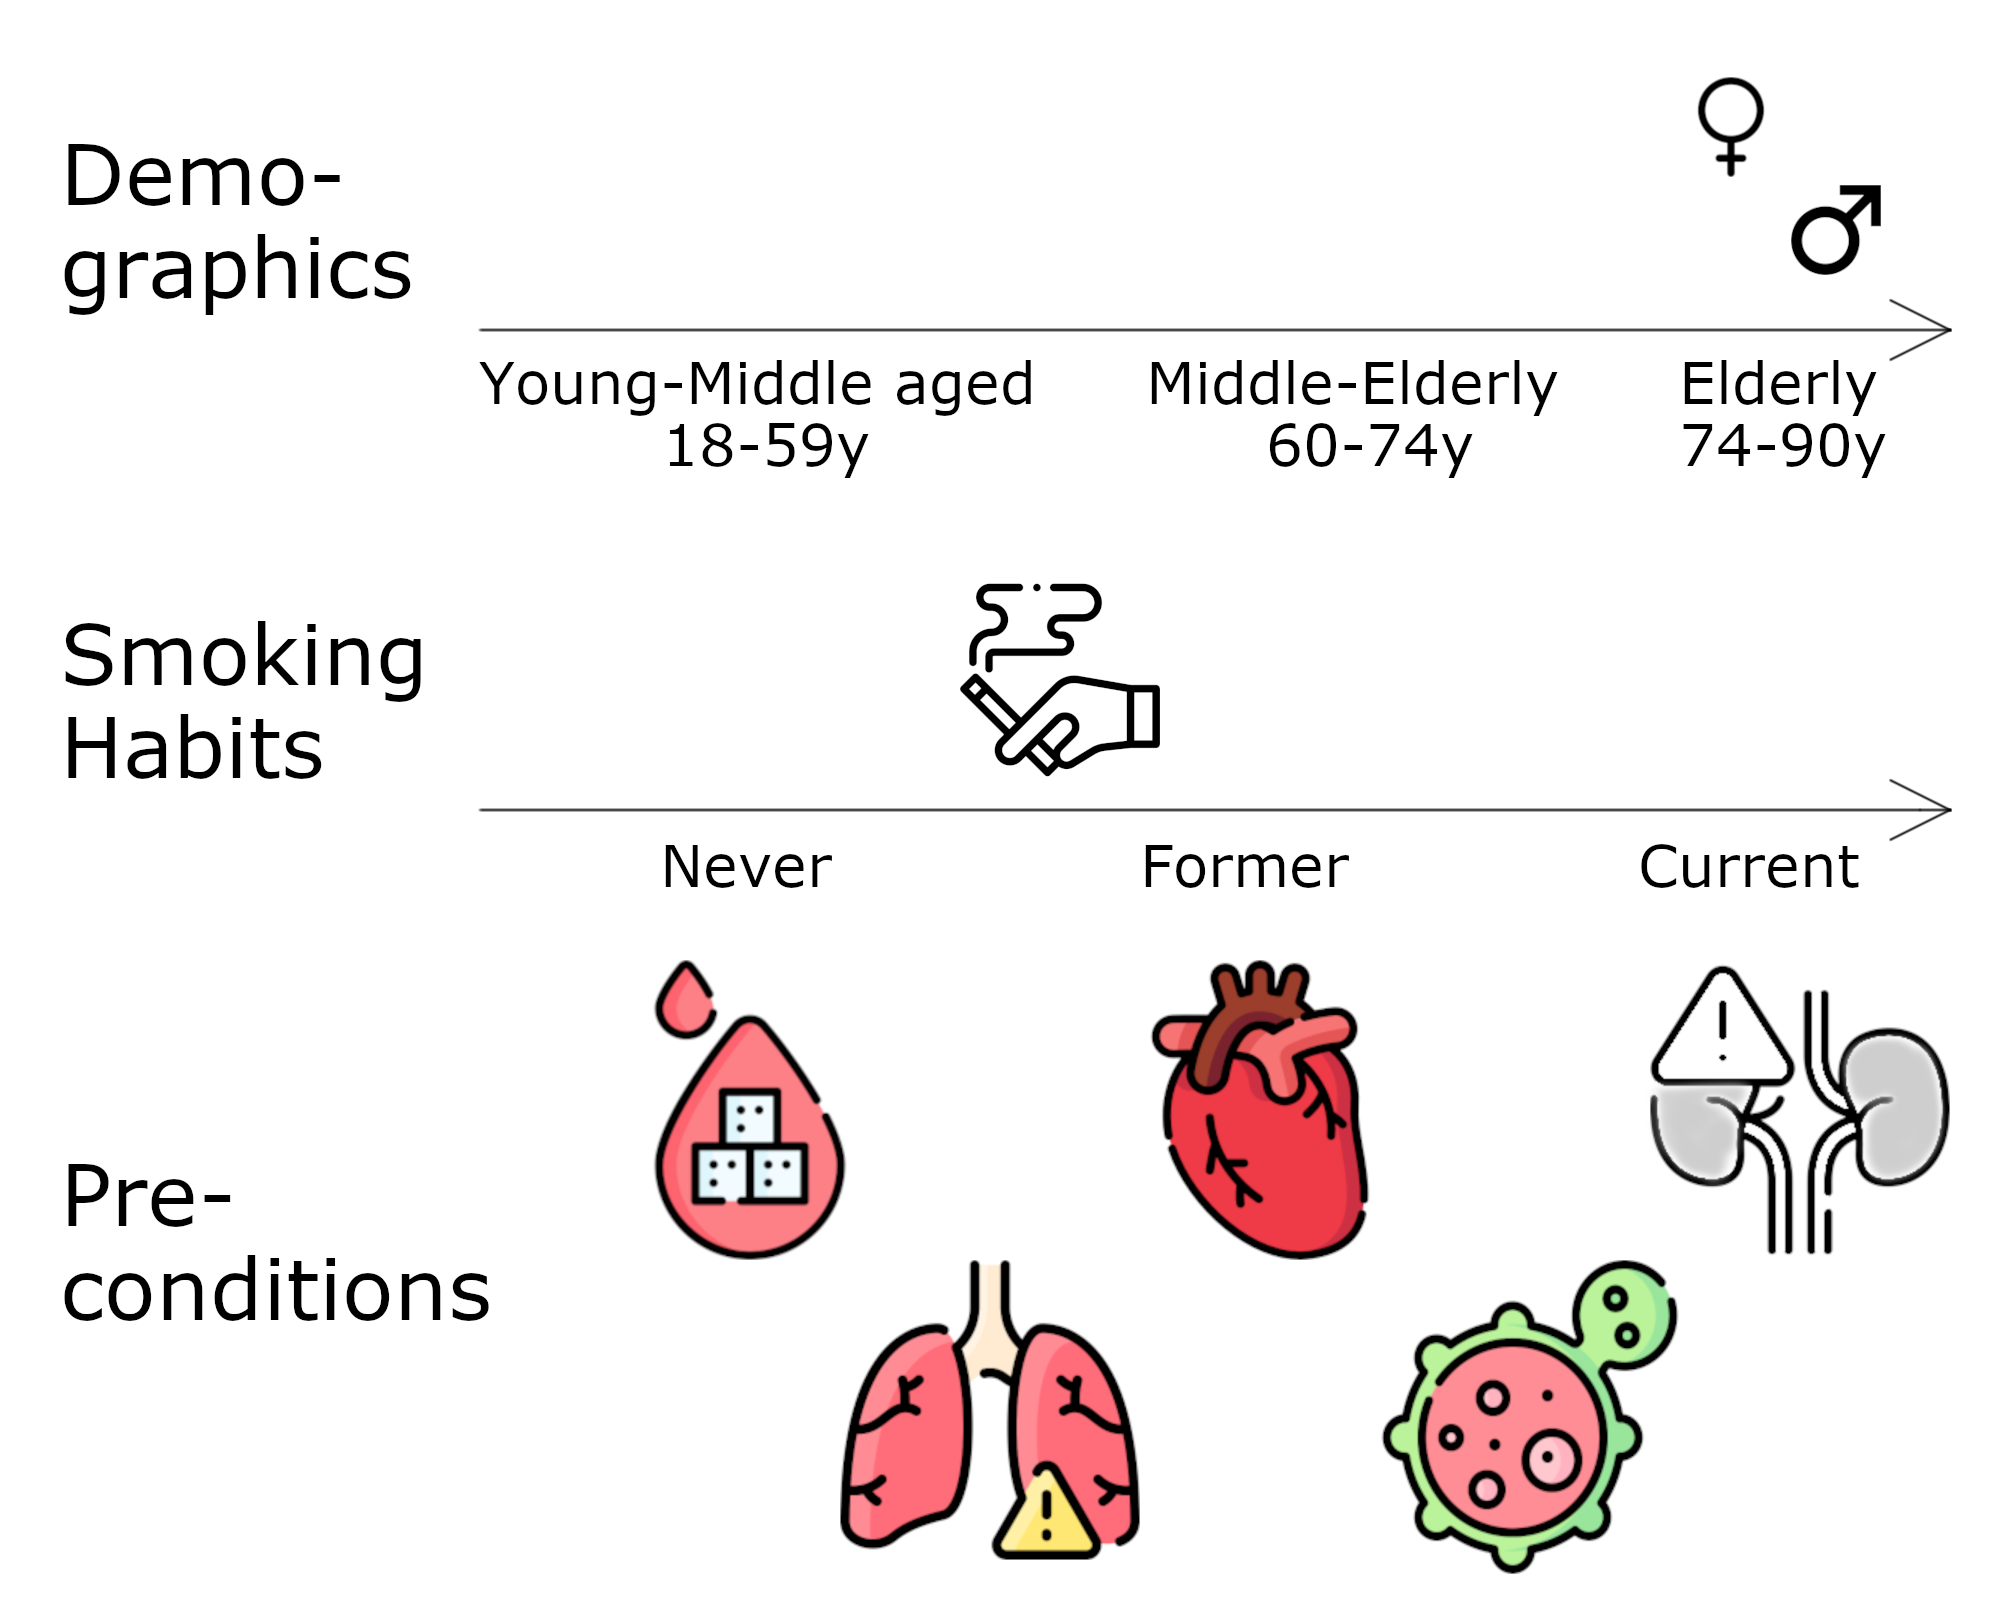 Demo-
graphics
Young-Middle aged
18-59y
Middle-Elderly
60-74y
Elderly
74-90y
Smoking
Habits
Never
Former
Current
Pre-
conditions